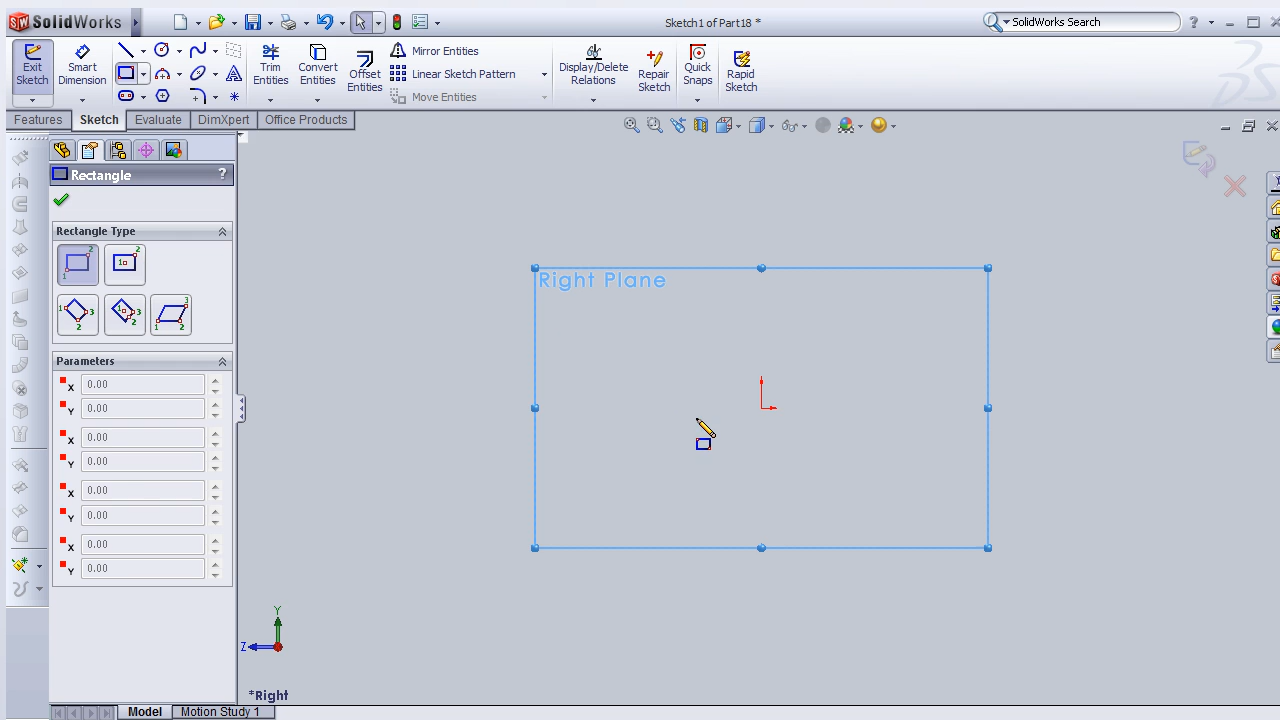 SolidWorks
Sketch1 of Part18 *
SolidWorks Search
Exit Sketch
Smart Dimension
Trim Entities
Convert Entities
Offset Entities
Mirror Entities
Linear Sketch Pattern
Move Entities
Display/Delete Relations
Repair Sketch
Quick Snaps
Rapid Sketch
Features
Sketch
Evaluate
DimXpert
Office Products
Rectangle
?
Rectangle Type
Parameters
X 0.00
Y 0.00
X 0.00
Y 0.00
X 0.00
Y 0.00
X 0.00
Y 0.00
Right Plane
Y
Z
*Right
Model
Motion Study 1